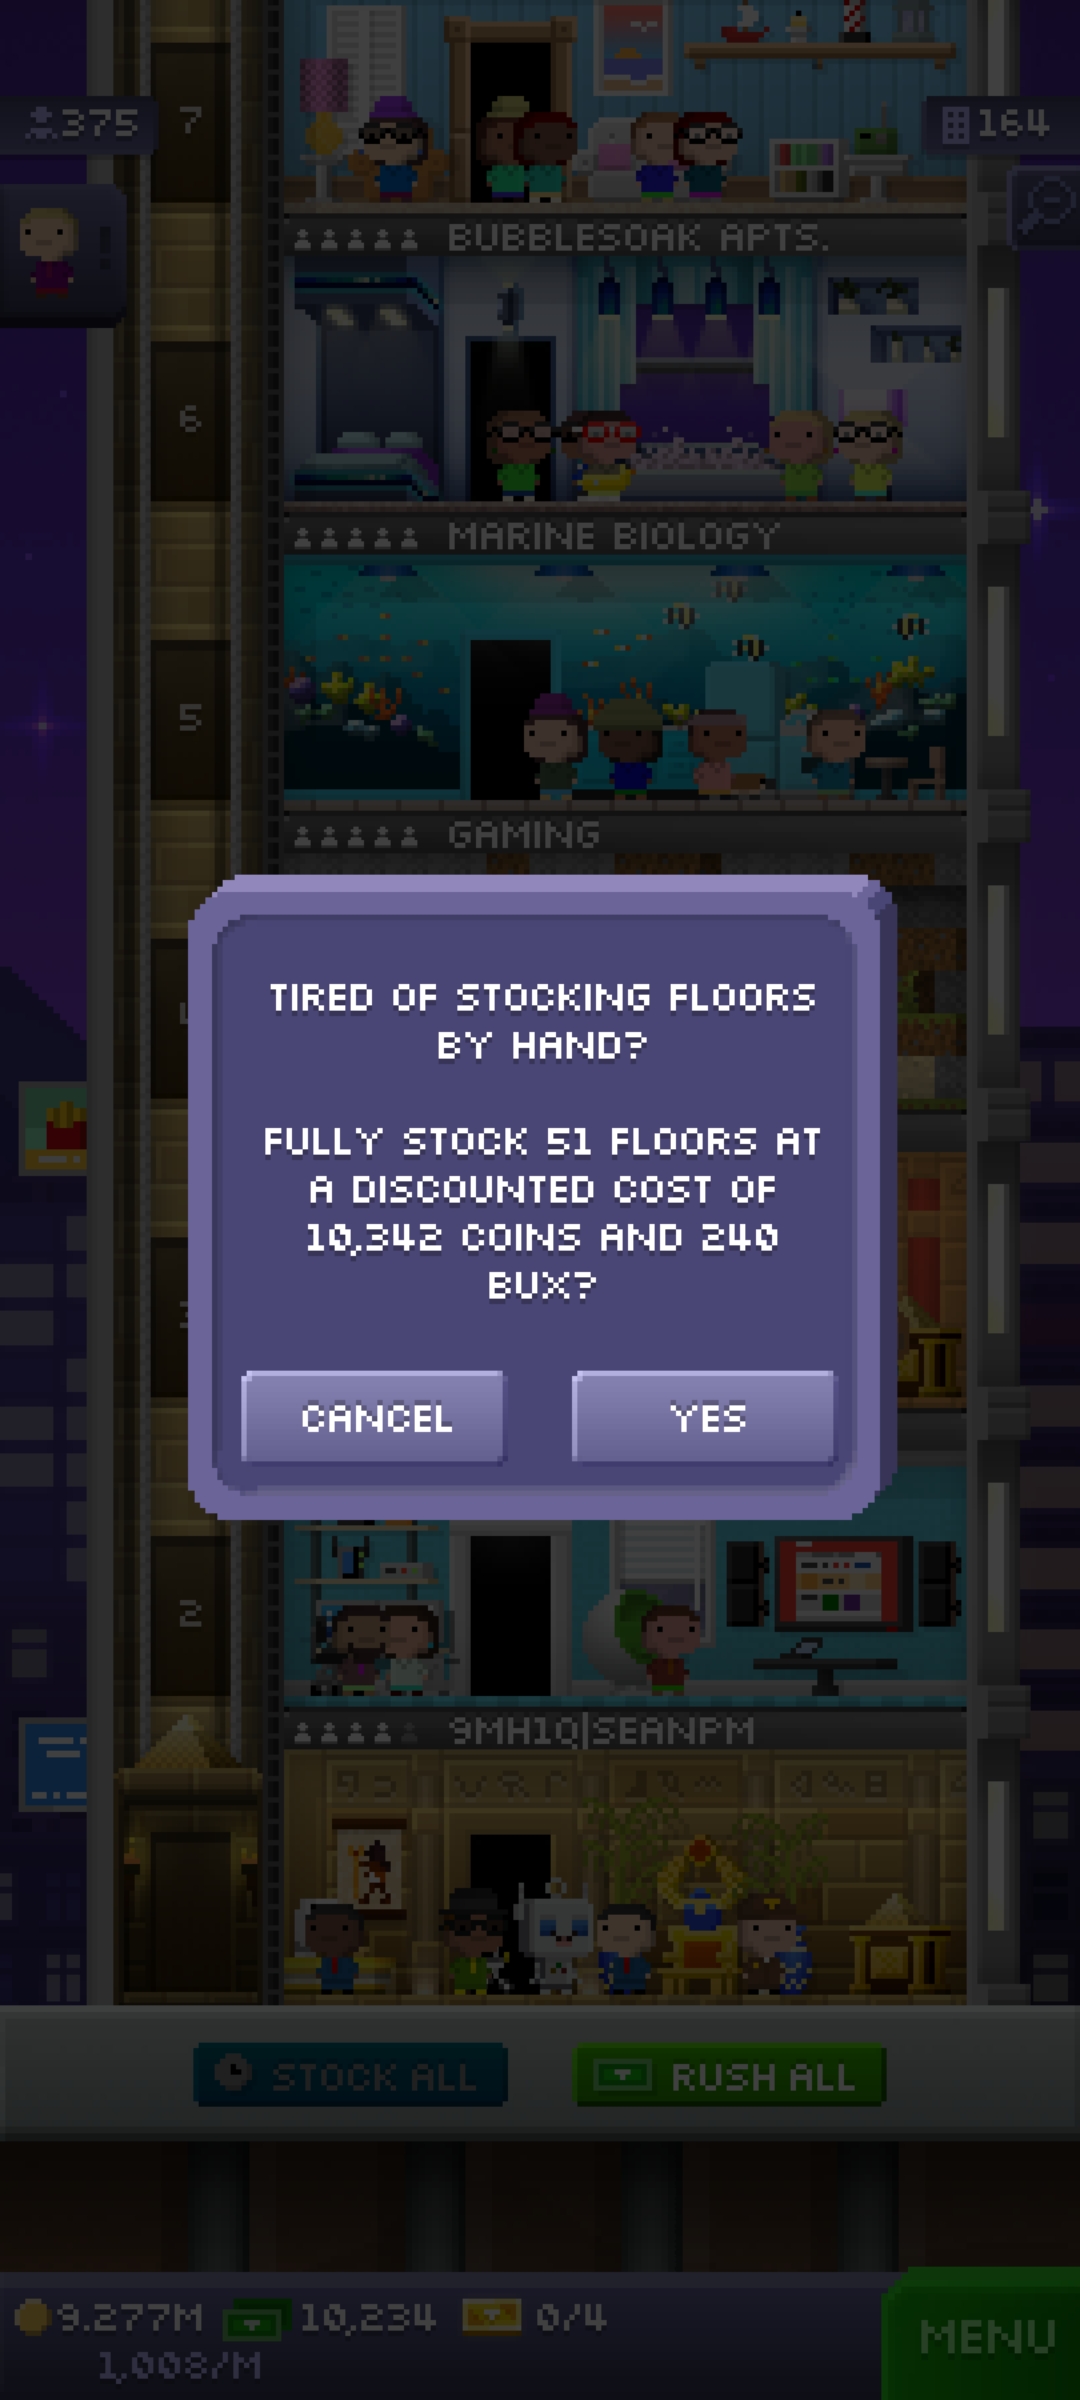 375
7
164
BUBBLESOAK APTS.
6
MARINE BIOLOGY
5
GAMING
TIRED OF STOCKING FLOORS
BY HAND?
FULLY STOCK 51 FLOORS AT
A DISCOUNTED COST OF
10,342 COINS AND 240
BUX?
CANCEL
YES
2
9MH1Q|SEANPM
STOCK ALL
RUSH ALL
9.277M
10,234
0/4
1,008/M
MENU